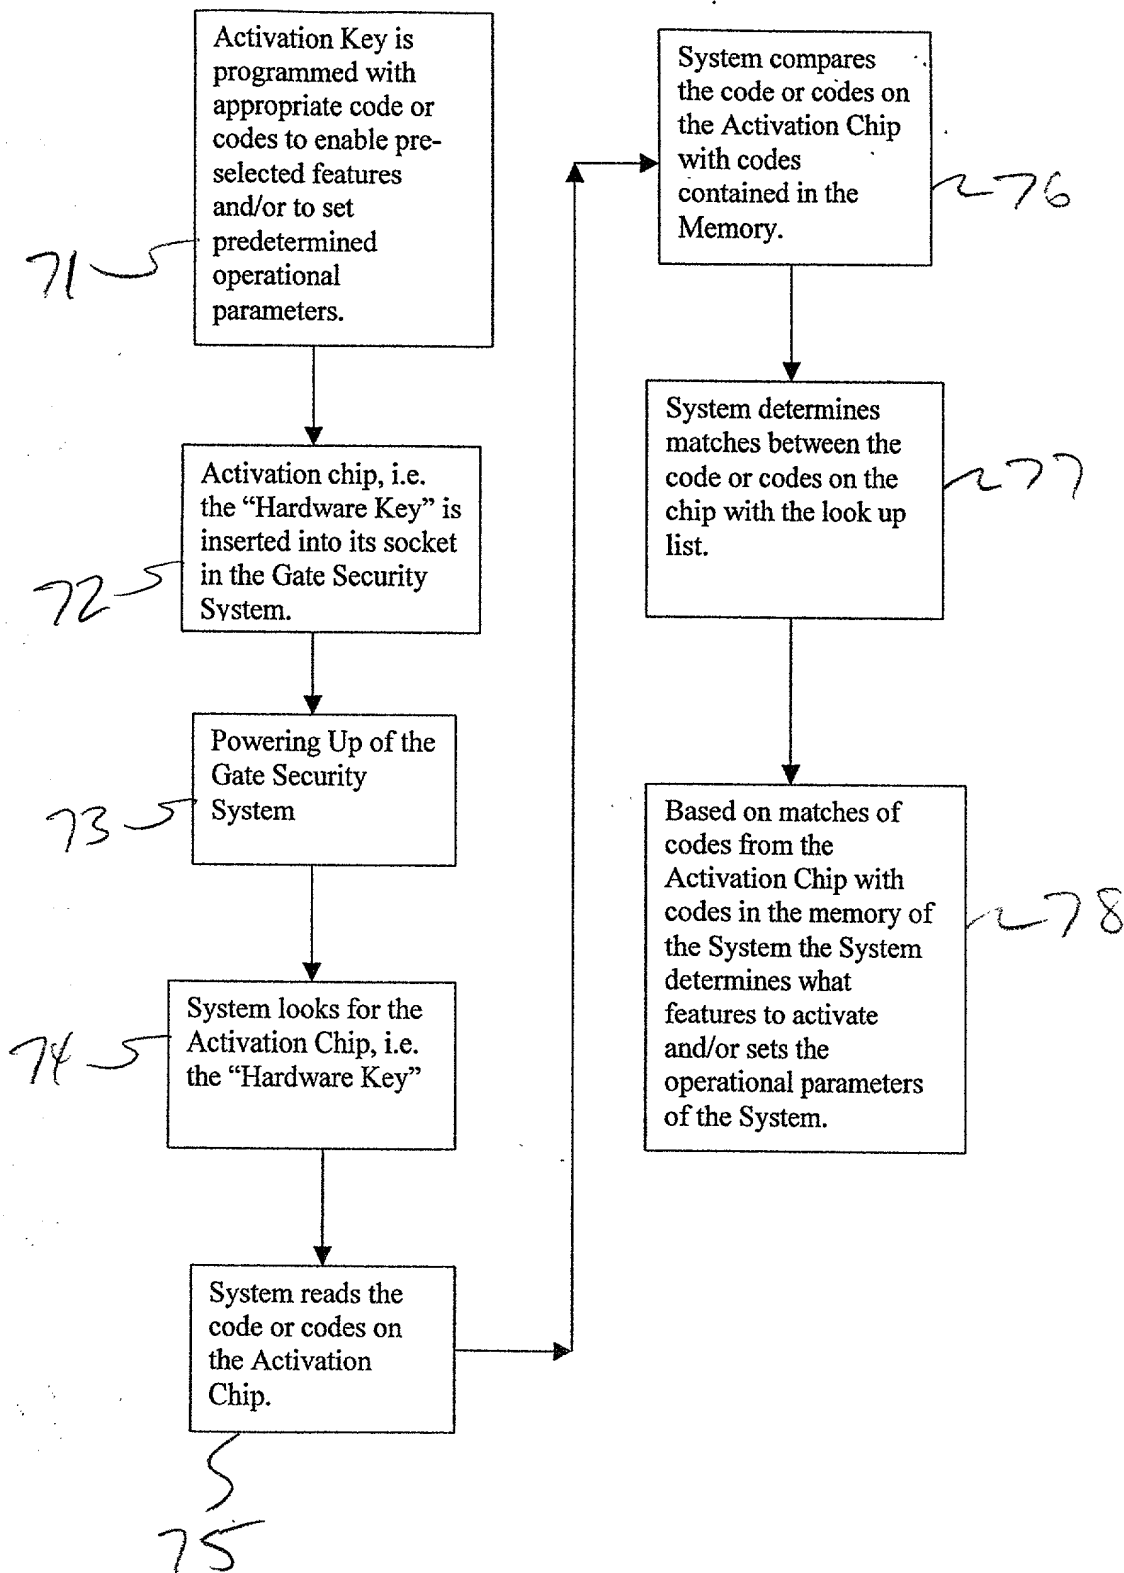 Activation Key is
programmed with
appropriate code or
codes to enable pre-
selected features
and/or to set
predetermined
operational
parameters.
71
Activation chip, i.e.
the “Hardware Key” is
inserted into its socket
in the Gate Security
System.
72
Powering Up of the
Gate Security
System
73
System looks for the
Activation Chip, i.e.
the “Hardware Key”
74
System reads the
code or codes on
the Activation
Chip.
75
System compares
the code or codes on
the Activation Chip
with codes
contained in the
Memory.
76
System determines
matches between the
code or codes on the
chip with the look up
list.
77
Based on matches of
codes from the
Activation Chip with
codes in the memory of
the System the System
determines what
features to activate
and/or sets the
operational parameters
of the System.
78